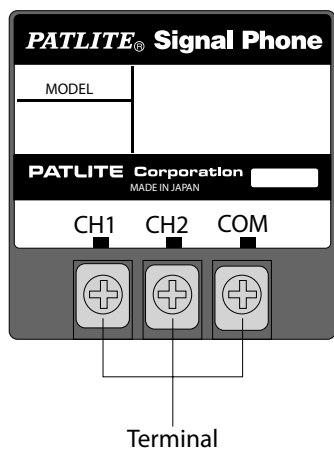 PATLITE® Signal Phone
MODEL
PATLITE Corporation
MADE IN JAPAN
CH1 CH2 COM
Terminal